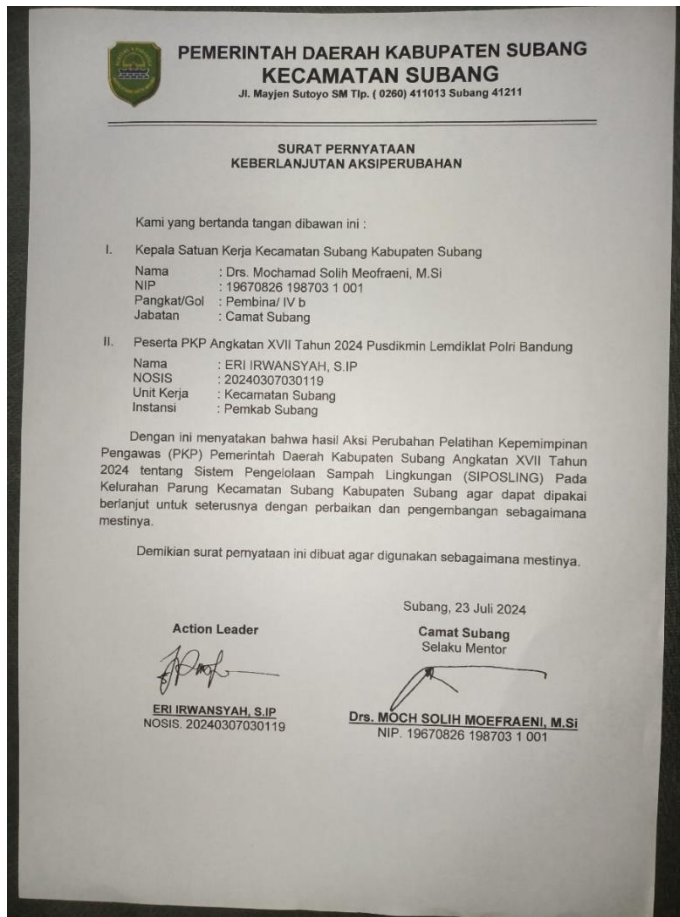 PEMERINTAH DAERAH KABUPATEN SUBANG
KECAMATAN SUBANG
Jl. Mayjen Sutoyo SM Tlp. ( 0260) 411013 Subang 41211
SURAT PERNYATAAN
KEBERLANJUTAN AKSIPERUBAHAN
Kami yang bertanda tangan dibawan ini :
I. Kepala Satuan Kerja Kecamatan Subang Kabupaten Subang
Nama : Drs. Mochamad Solih Meofraeni, M.Si
NIP : 19670826 198703 1 001
Pangkat/Gol : Pembina/ IV b
Jabatan : Camat Subang
II. Peserta PKP Angkatan XVII Tahun 2024 Pusdikmin Lemdiklat Polri Bandung
Nama : ERI IRWANSYAH, S.IP
NOSIS : 20240307030119
Unit Kerja : Kecamatan Subang
Instansi : Pemkab Subang
Dengan ini menyatakan bahwa hasil Aksi Perubahan Pelatihan Kepemimpinan
Pengawas (PKP) Pemerintah Daerah Kabupaten Subang Angkatan XVII Tahun
2024 tentang Sistem Pengelolaan Sampah Lingkungan (SIPOSLING) Pada
Kelurahan Parung Kecamatan Subang Kabupaten Subang agar dapat dipakai
berlanjut untuk seterusnya dengan perbaikan dan pengembangan sebagaimana
mestinya.
Demikian surat pernyataan ini dibuat agar digunakan sebagaimana mestinya.
Subang, 23 Juli 2024
Action Leader
Camat Subang
Selaku Mentor
ERI IRWANSYAH, S.IP
NOSIS. 20240307030119
Drs. MOCH SOLIH MOEFRAENI, M.Si
NIP. 19670826 198703 1 001